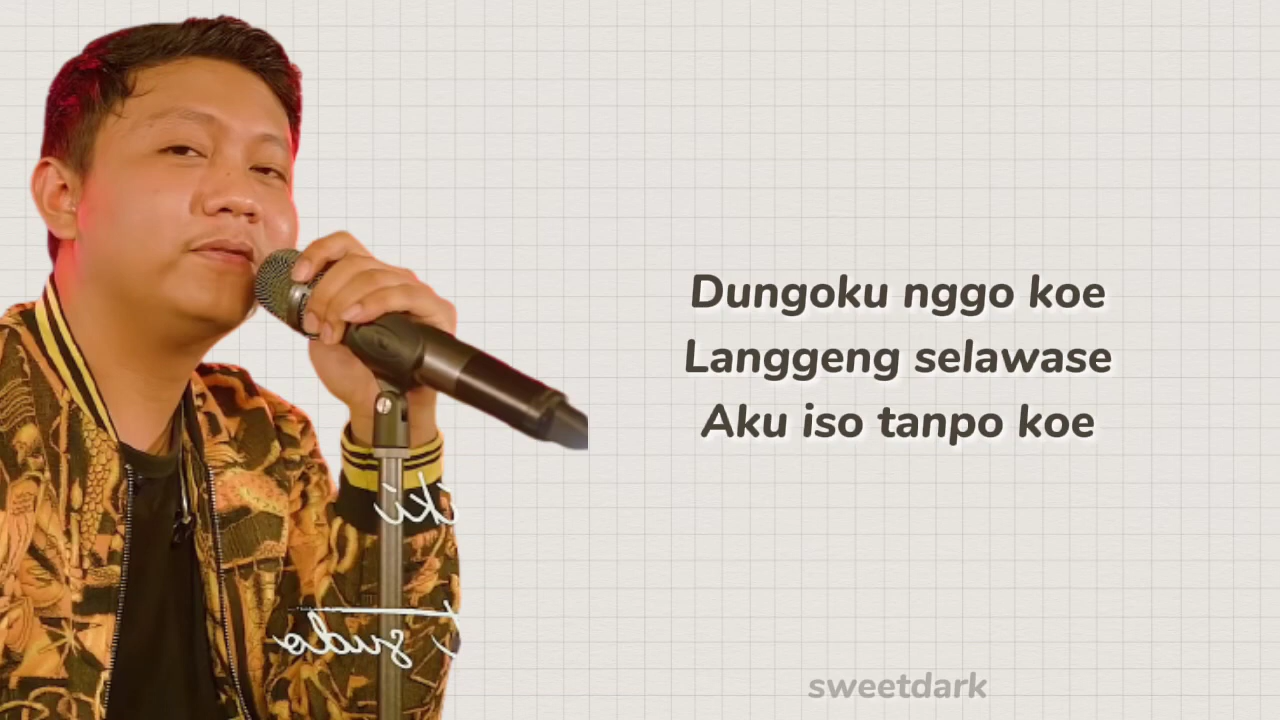 Dungoku nggo koe
Langgeng selawase
Aku iso tanpo koe
sweetdark